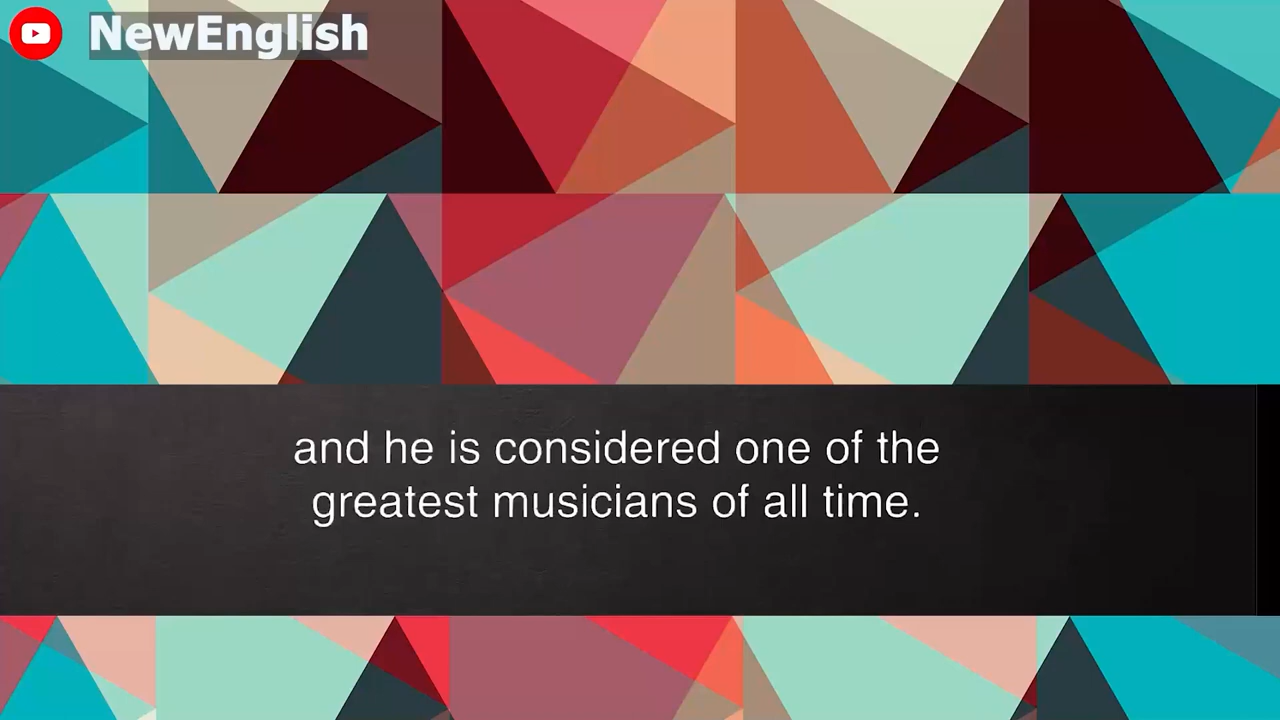 NewEnglish
and he is considered one of the
greatest musicians of all time.